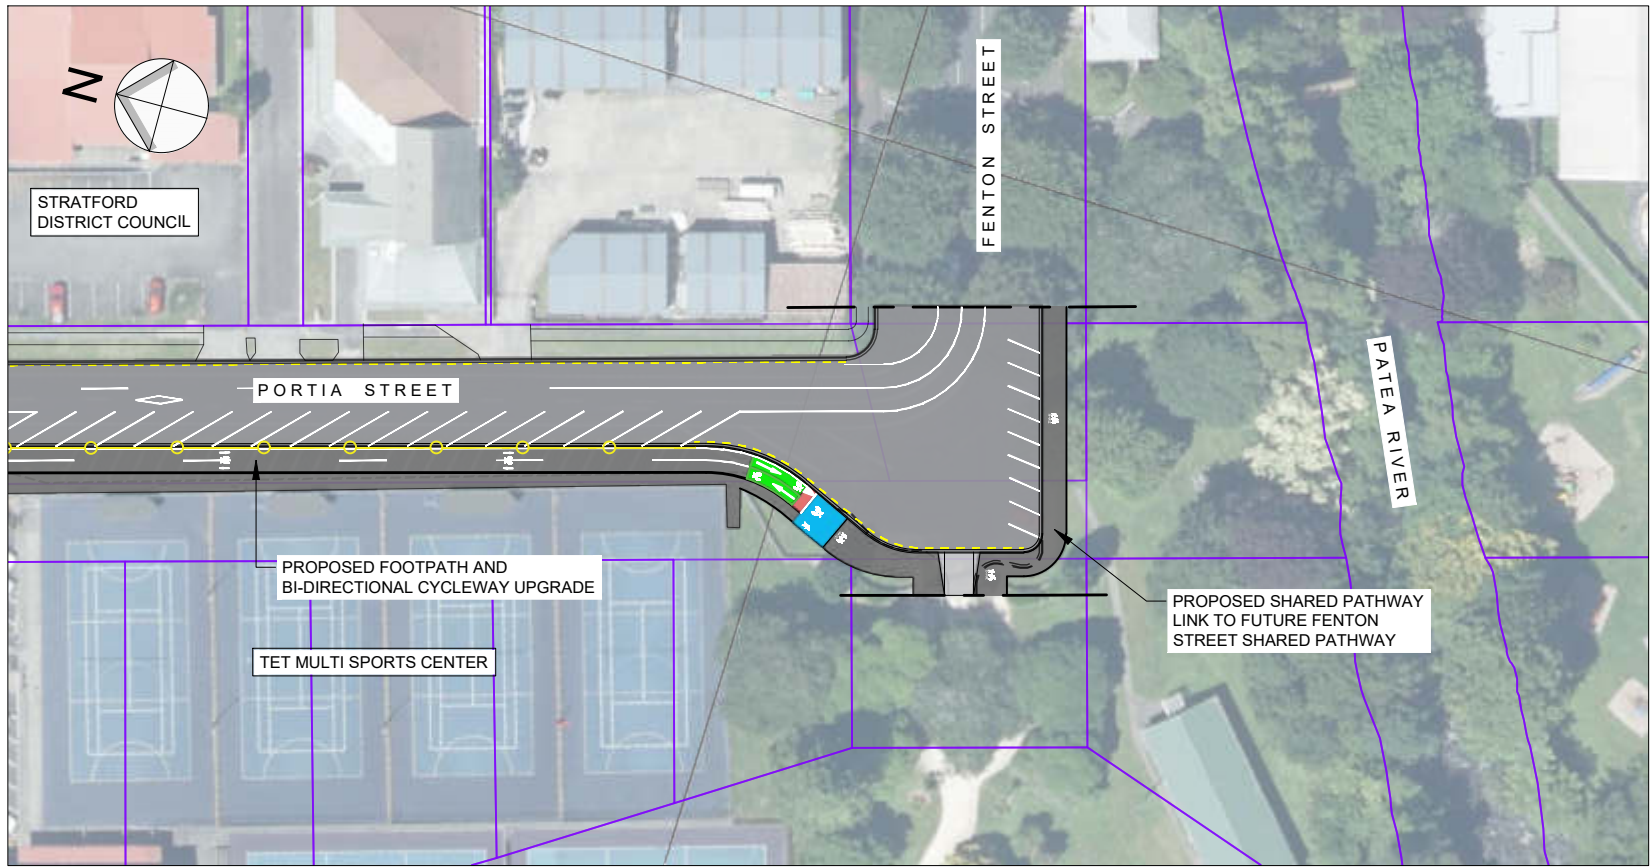 N
STRATFORD
DISTRICT COUNCIL
FENTON STREET
PORTIA STREET
PATEA RIVER
PROPOSED FOOTPATH AND
BI-DIRECTIONAL CYCLEWAY UPGRADE
PROPOSED SHARED PATHWAY
LINK TO FUTURE FENTON
STREET SHARED PATHWAY
TET MULTI SPORTS CENTER